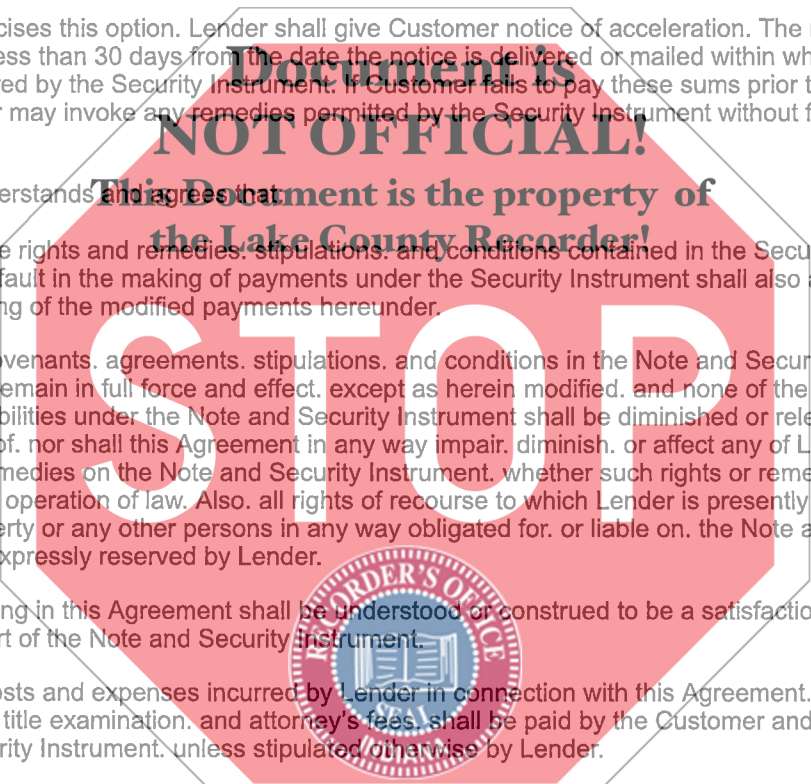 cises this option. Lender shall give Customer notice of acceleration. The
ess than 30 days from the date the notice is delivered or mailed within wh
Document is
ed by the Security Instrument. If Customer fails to pay these sums prior t
r may invoke any remedies permitted by the Security Instrument without f
NOT OFFICIAL!
erstands and agrees that:
This Document is the property of
the Lake County Recorder!
e rights and remedies. stipulations. and conditions contained in the Secu
fault in the making of payments under the Security Instrument shall also a
ng of the modified payments hereunder.
STOP
ovenants. agreements. stipulations. and conditions in the Note and Secur
emain in full force and effect. except as herein modified. and none of the
bilities under the Note and Security Instrument shall be diminished or rele
of. nor shall this Agreement in any way impair. diminish. or affect any of L
medies on the Note and Security Instrument. whether such rights or reme
operation of law. Also. all rights of recourse to which Lender is presently
erty or any other persons in any way obligated for. or liable on. the Note a
xpressly reserved by Lender.
RECORDER'S OFFICE
ing in this Agreement shall be understood or construed to be a satisfactio
rt of the Note and Security Instrument.
osts and expenses incurred by Lender in connection with this Agreement.
SEAL
title examination. and attorney's fees. shall be paid by the Customer and
rity Instrument. unless stipulated otherwise by Lender.